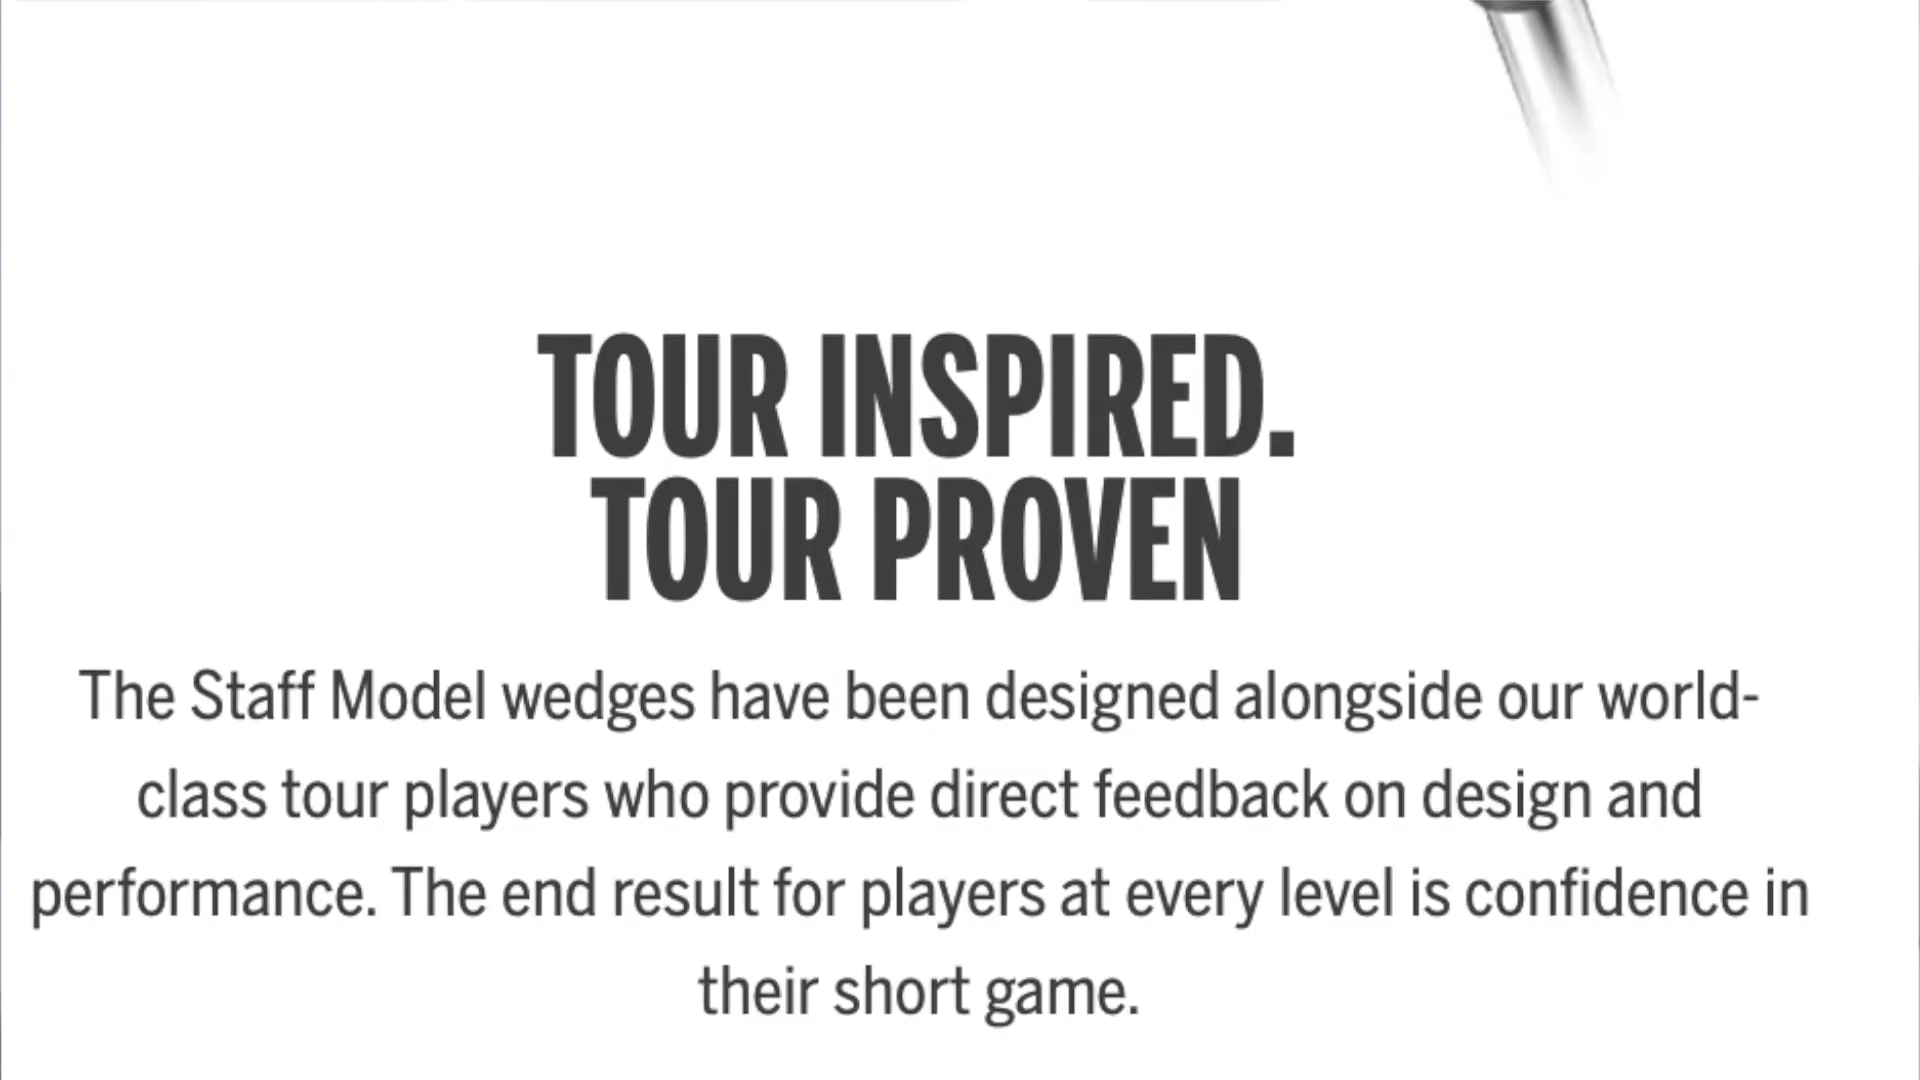 TOUR INSPIRED.
TOUR PROVEN
The Staff Model wedges have been designed alongside our world-
class tour players who provide direct feedback on design and
performance. The end result for players at every level is confidence in
their short game.